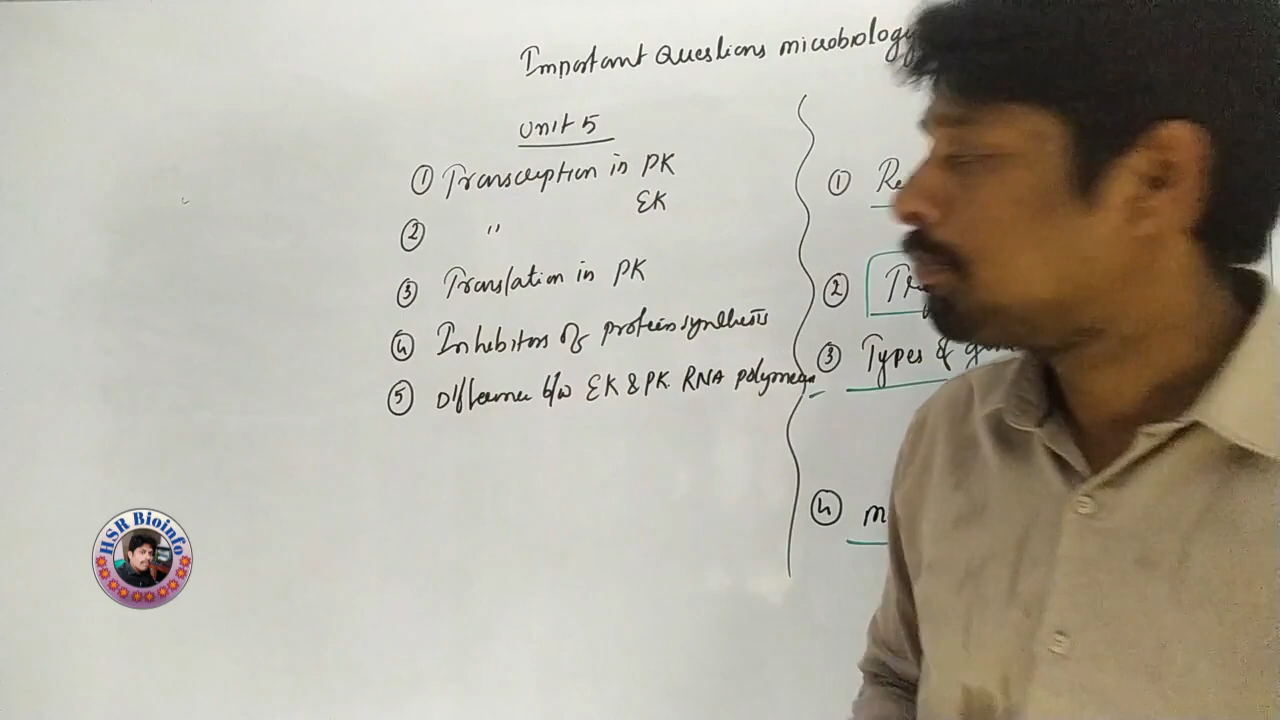 Important Questions microbiology
Unit 5
① Transcription in PK
② " EK
③ Translation in PK
④ Inhibitors of protein synthesis
⑤ Difference b/w EK & PK RNA
①
②
③ Types of
④
HSR Bioinfo